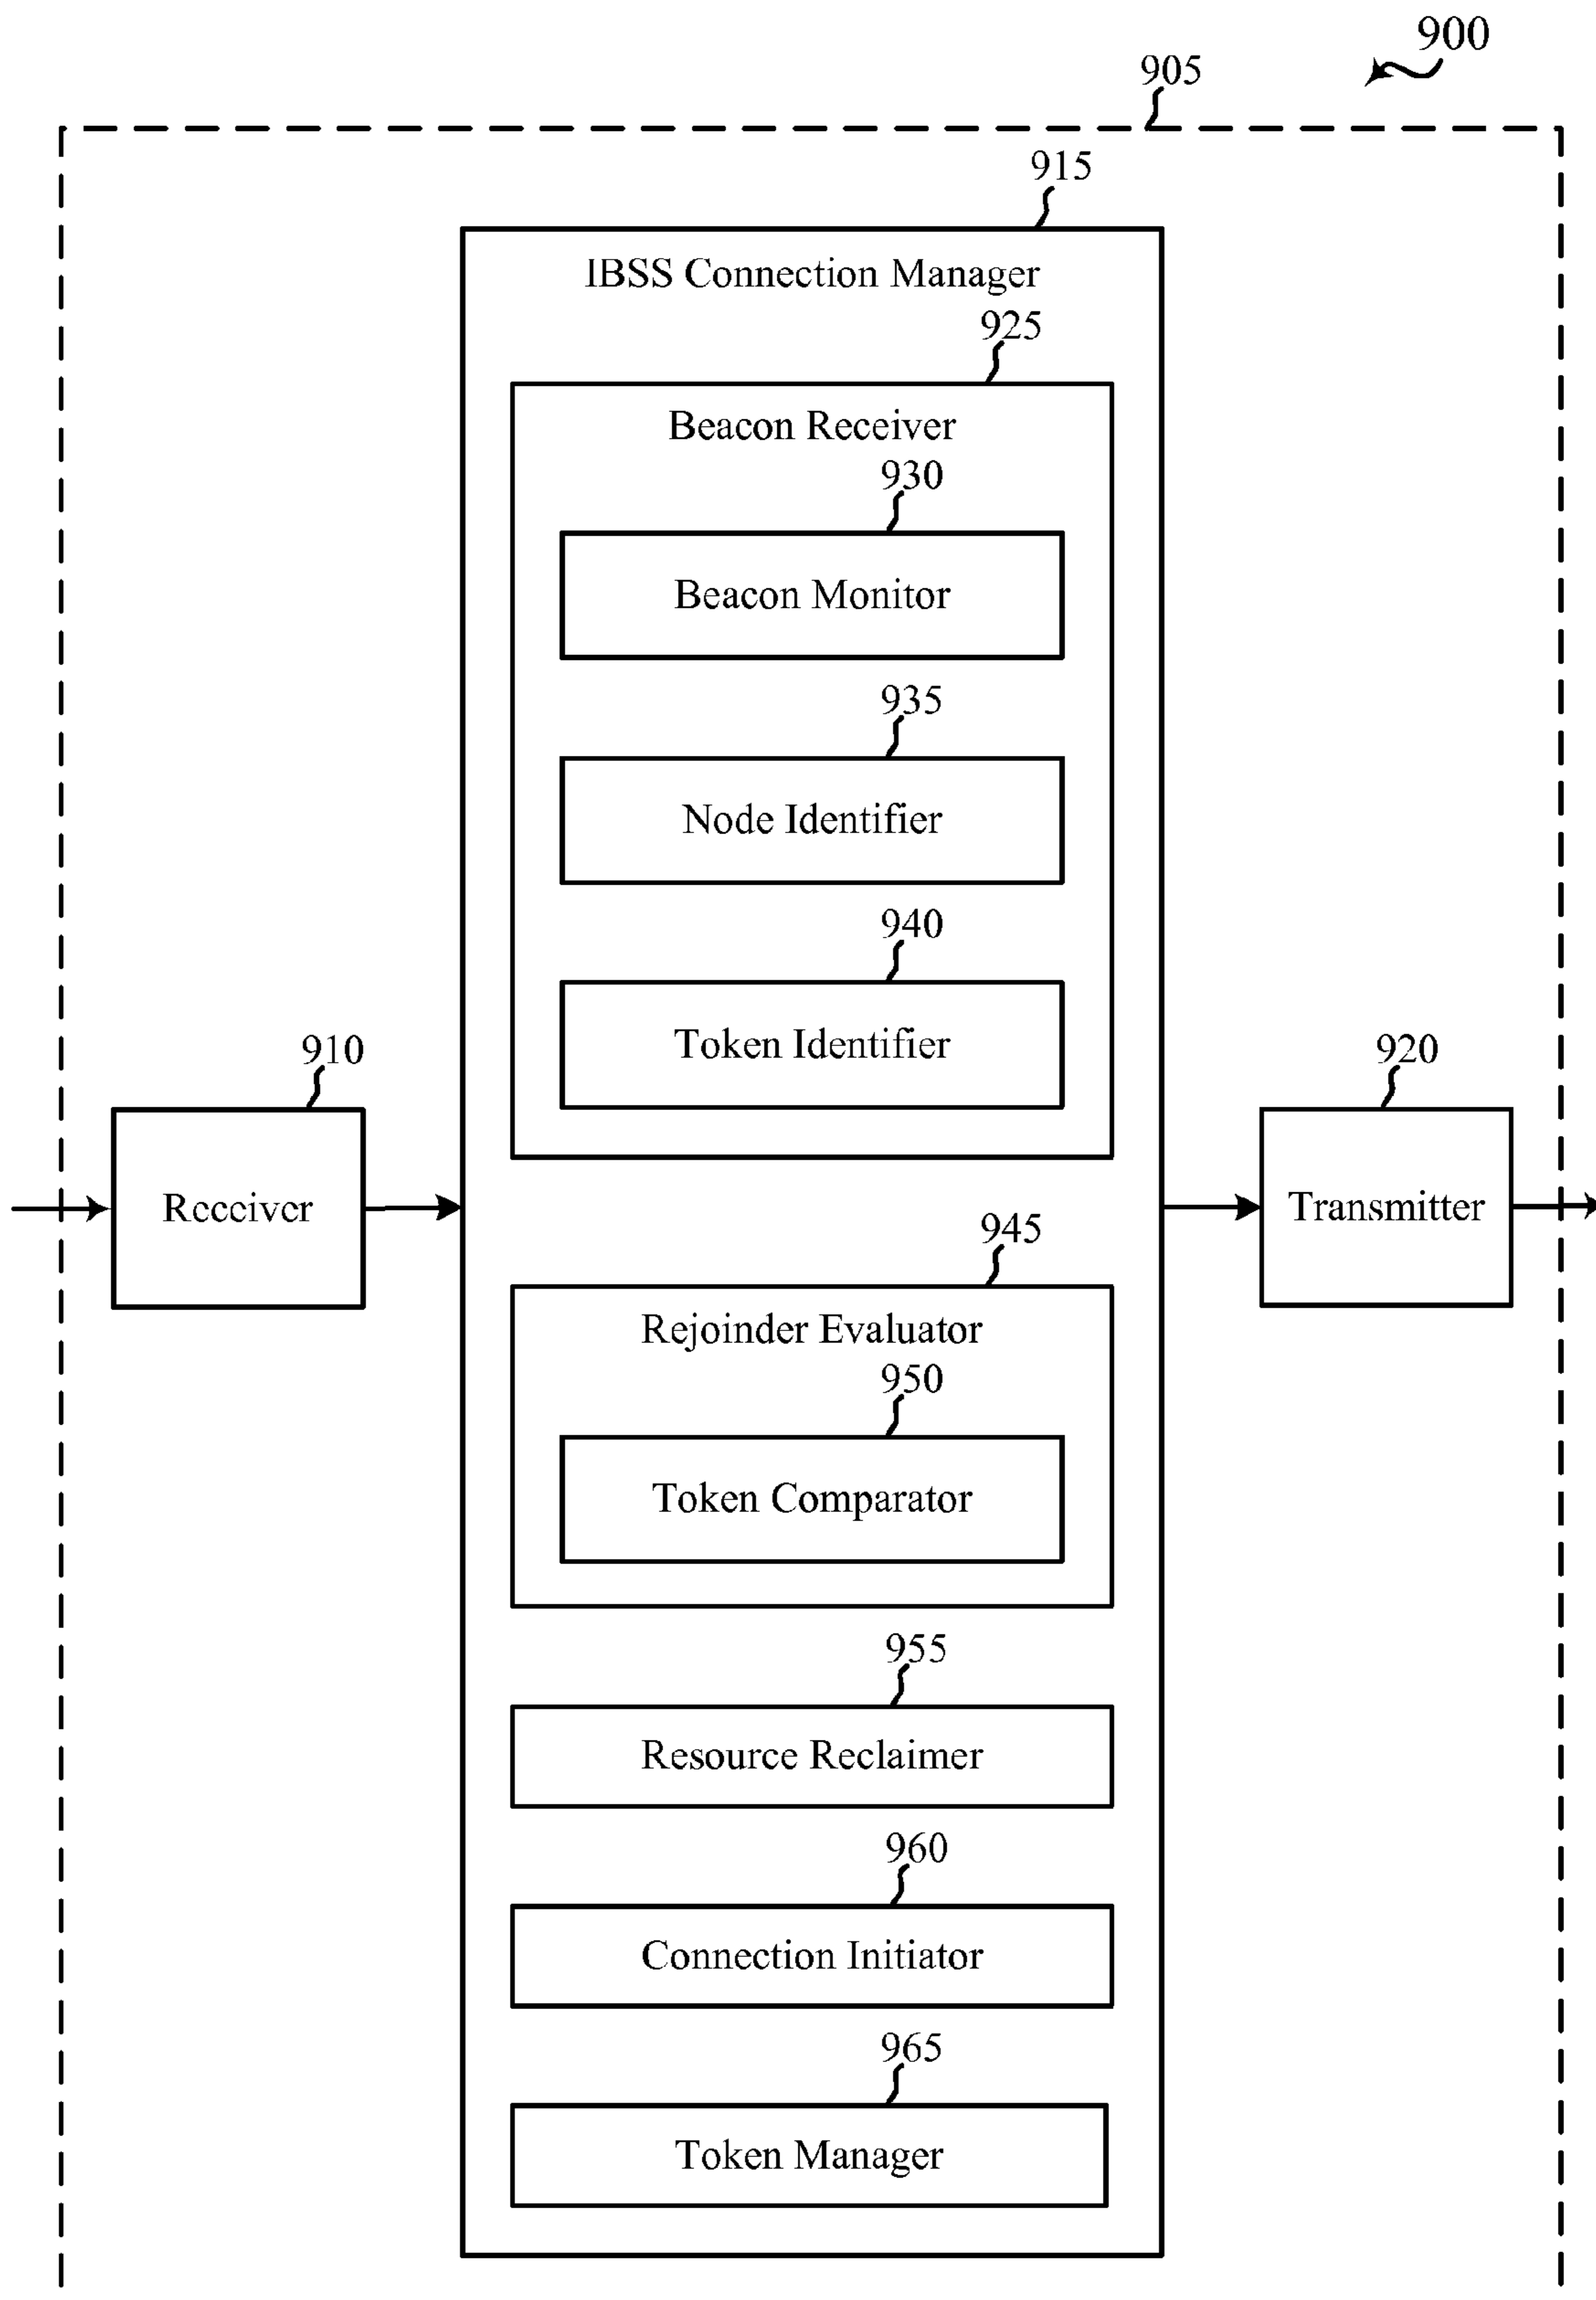 900
905
915
IBSS Connection Manager
925
Beacon Receiver
930
Beacon Monitor
935
Node Identifier
940
Token Identifier
910
Receiver
920
Transmitter
945
Rejoinder Evaluator
950
Token Comparator
955
Resource Reclaimer
960
Connection Initiator
965
Token Manager